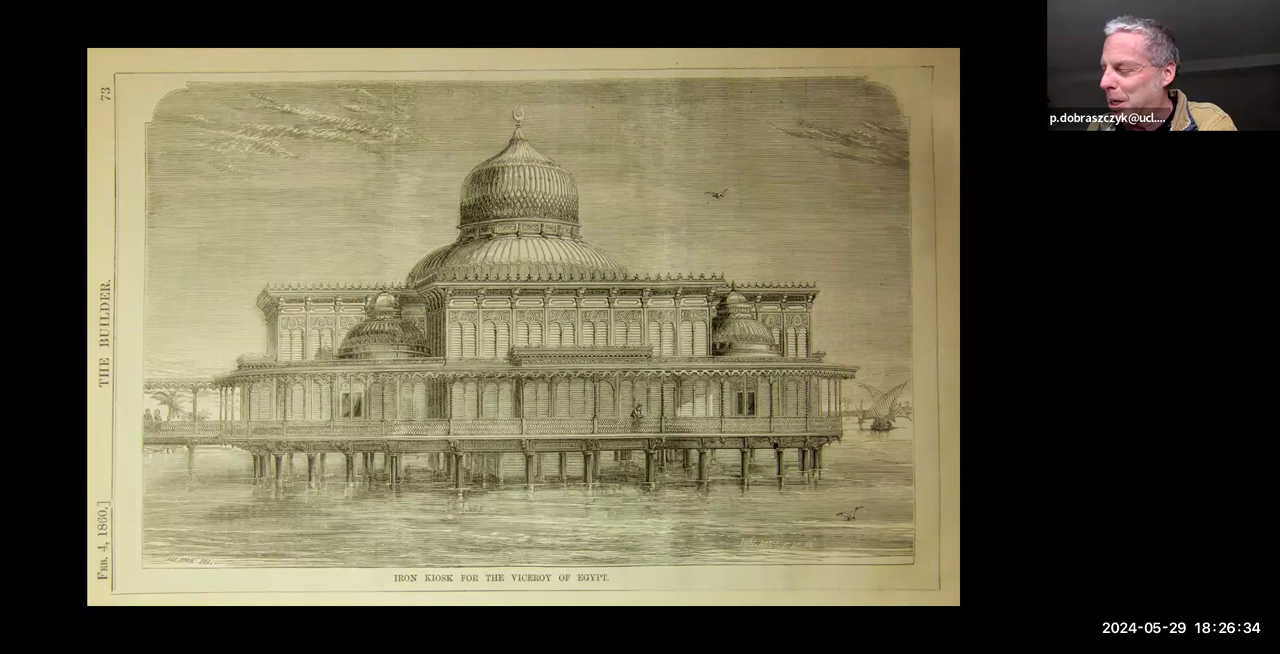 p.dobraszczyk@ucl....
73
THE BUILDER.
FEB. 4, 1860.]
IRON KIOSK FOR THE VICEROY OF EGYPT.
2024-05-29 18:26:34